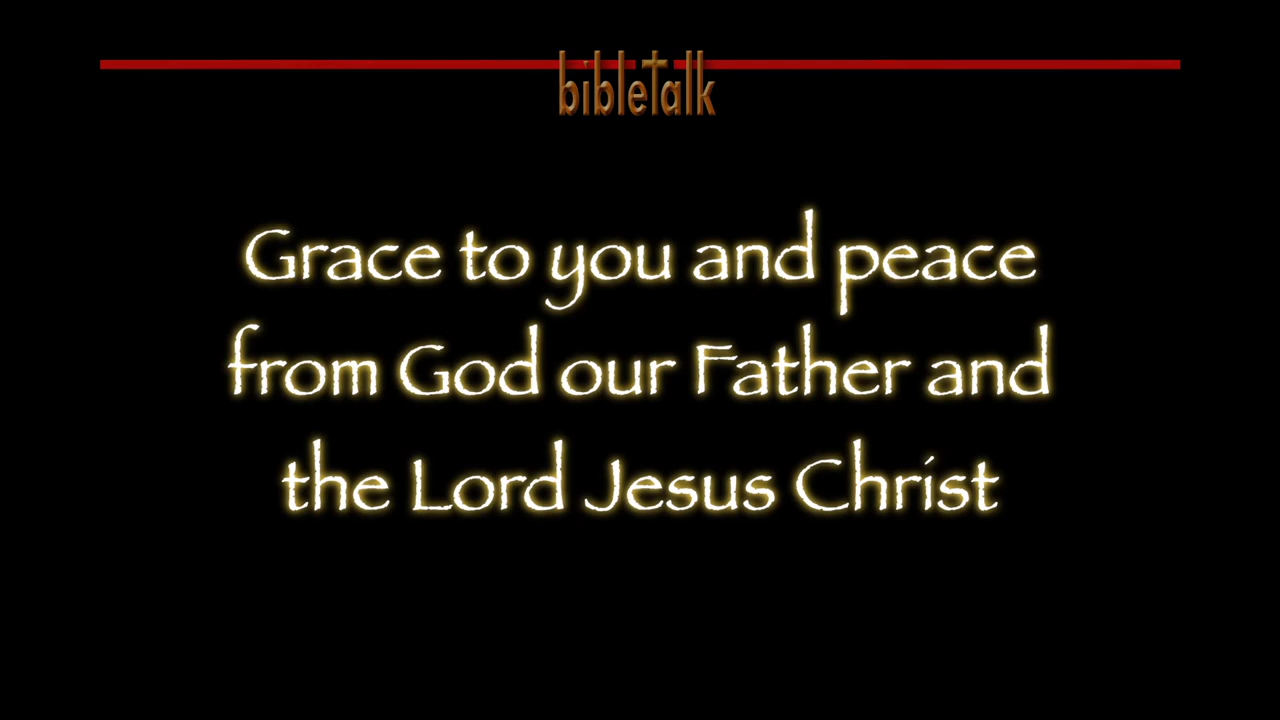 bibleTalk
Grace to you and peace
from God our Father and
the Lord Jesus Christ